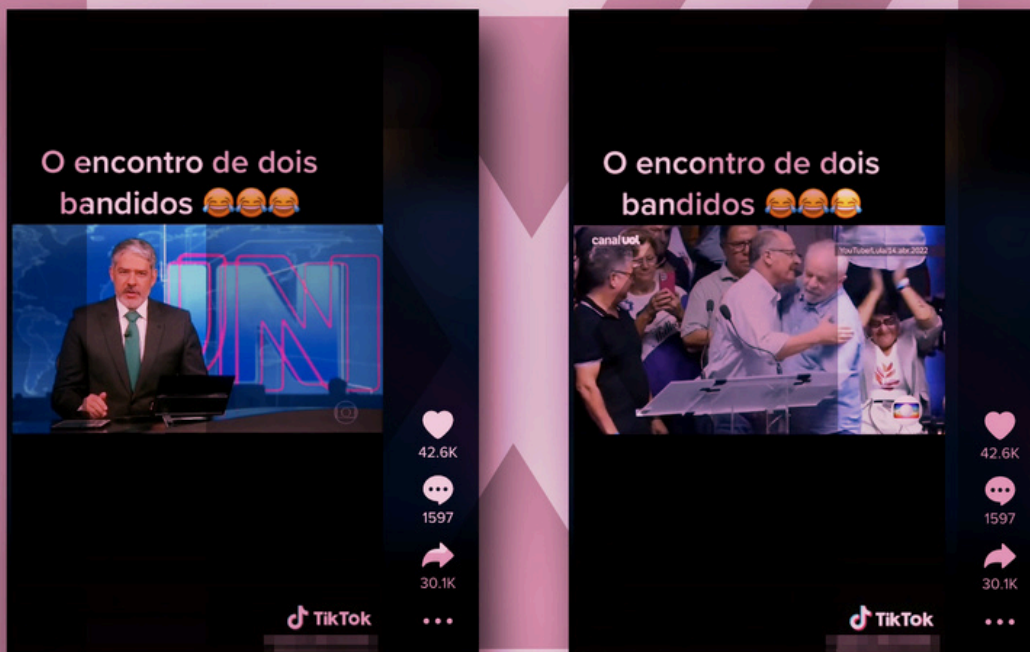 O encontro de dois
bandidos 😂😂😂
JN
42.6K
1597
30.1K
TikTok
O encontro de dois
bandidos 😂😂😂
canal uol
YouTube/Lula/14.abr.2022
42.6K
1597
30.1K
TikTok